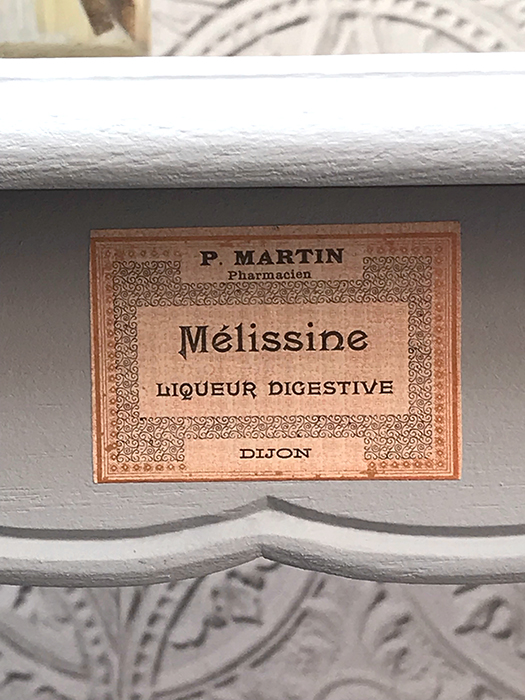 P. MARTIN
Pharmacien
Mélissine
LIQUEUR DIGESTIVE
DIJON